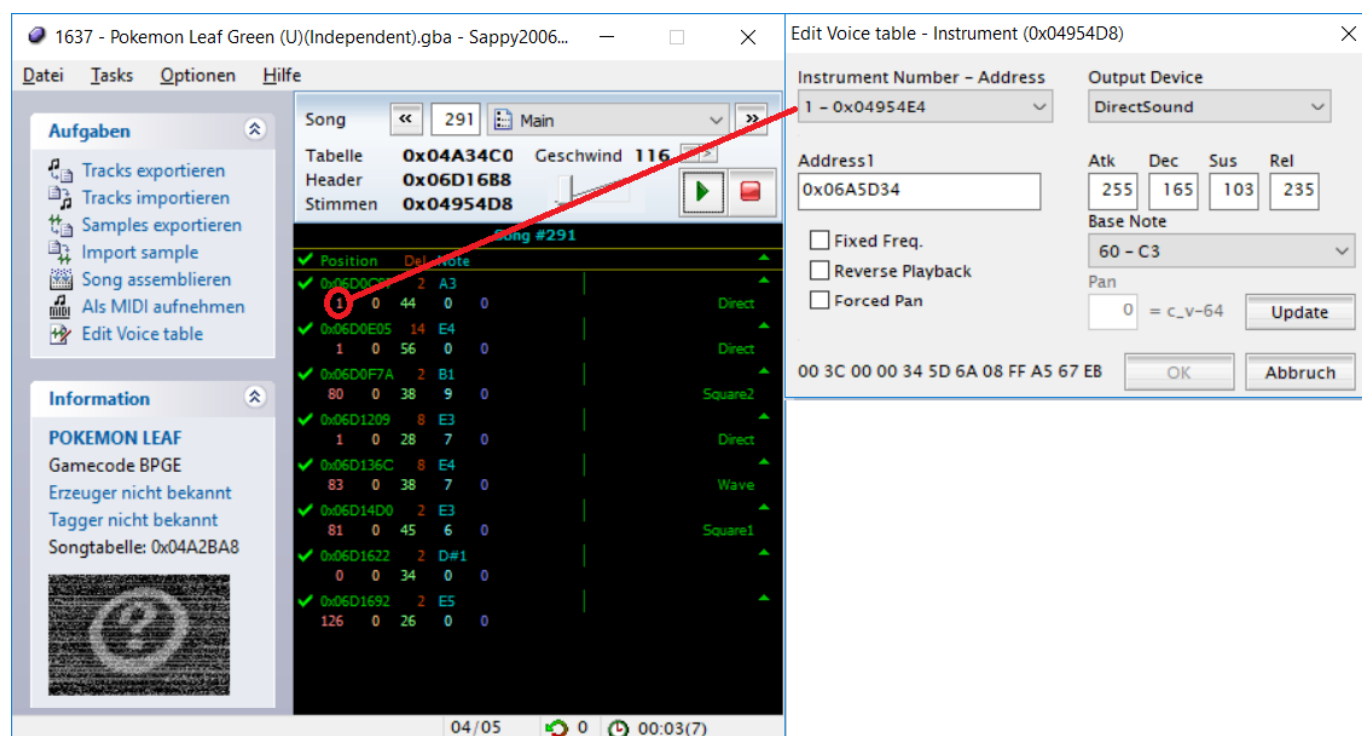 1637 - Pokemon Leaf Green (U)(Independent).gba - Sappy2006...
Datei Tasks Optionen Hilfe
Aufgaben
Tracks exportieren
Tracks importieren
Samples exportieren
Import sample
Song assemblieren
Als MIDI aufnehmen
Edit Voice table
Information
POKEMON LEAF
Gamecode BPGE
Erzeuger nicht bekannt
Tagger nicht bekannt
Songtabelle: 0x04A2BA8
Song 291 Main
Tabelle 0x04A34C0 Geschwind 116
Header 0x06D16B8
Stimmen 0x04954D8
Song #291
Position Del Note
2 A3
1 0 44 0 0 Direct
0x06D0E05 14 E4
1 0 56 0 0 Direct
0x06D0F7A 2 B1
80 0 38 9 0 Square2
0x06D1209 8 E3
1 0 28 7 0 Direct
0x06D136C 8 E4
83 0 38 7 0 Wave
0x06D14D0 2 E3
81 0 45 6 0 Square1
0x06D1622 2 D#1
0 0 34 0 0
0x06D1692 2 E5
126 0 26 0 0
04/05 0 00:03(7)
Edit Voice table - Instrument (0x04954D8)
Instrument Number - Address Output Device
1 - 0x04954E4 DirectSound
Address1 Atk Dec Sus Rel
0x06A5D34 255 165 103 235
Base Note
Fixed Freq. 60 - C3
Reverse Playback Pan
Forced Pan 0 = c_v-64 Update
00 3C 00 00 34 5D 6A 08 FF A5 67 EB OK Abbruch